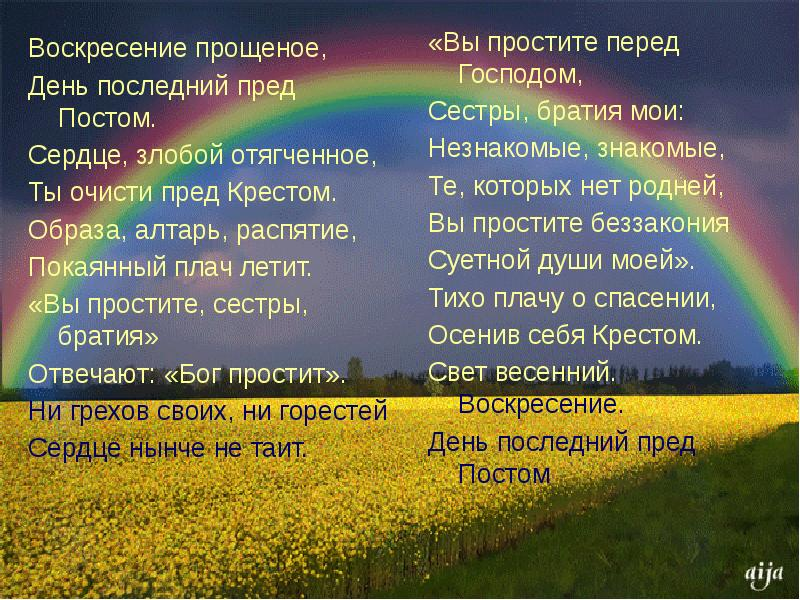 Воскресение прощеное,
День последний пред
Постом.
Сердце, злобой отягченное,
Ты очисти пред Крестом.
Образа, алтарь, распятие,
Покаянный плач летит.
«Вы простите, сестры,
братия»
Отвечают: «Бог простит».
Ни грехов своих, ни горестей
Сердце нынче не таит.
«Вы простите перед
Господом,
Сестры, братия мои:
Незнакомые, знакомые,
Те, которых нет родней,
Вы простите беззакония
Суетной души моей».
Тихо плачу о спасении,
Осенив себя Крестом.
Свет весенний.
Воскресение.
День последний пред
Постом
aija